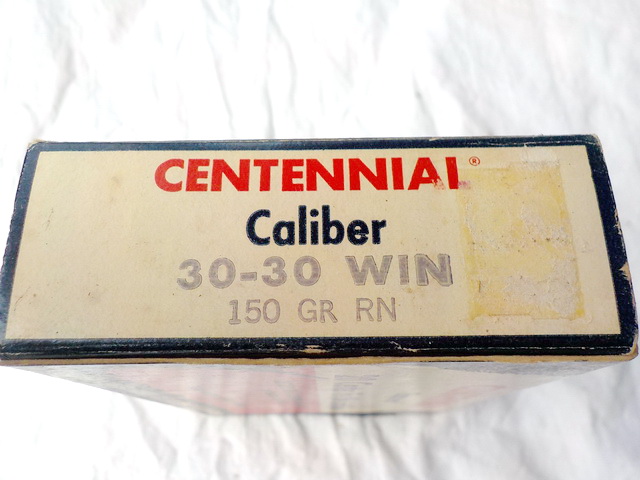 CENTENNIAL®
Caliber
30-30 WIN
150 GR RN